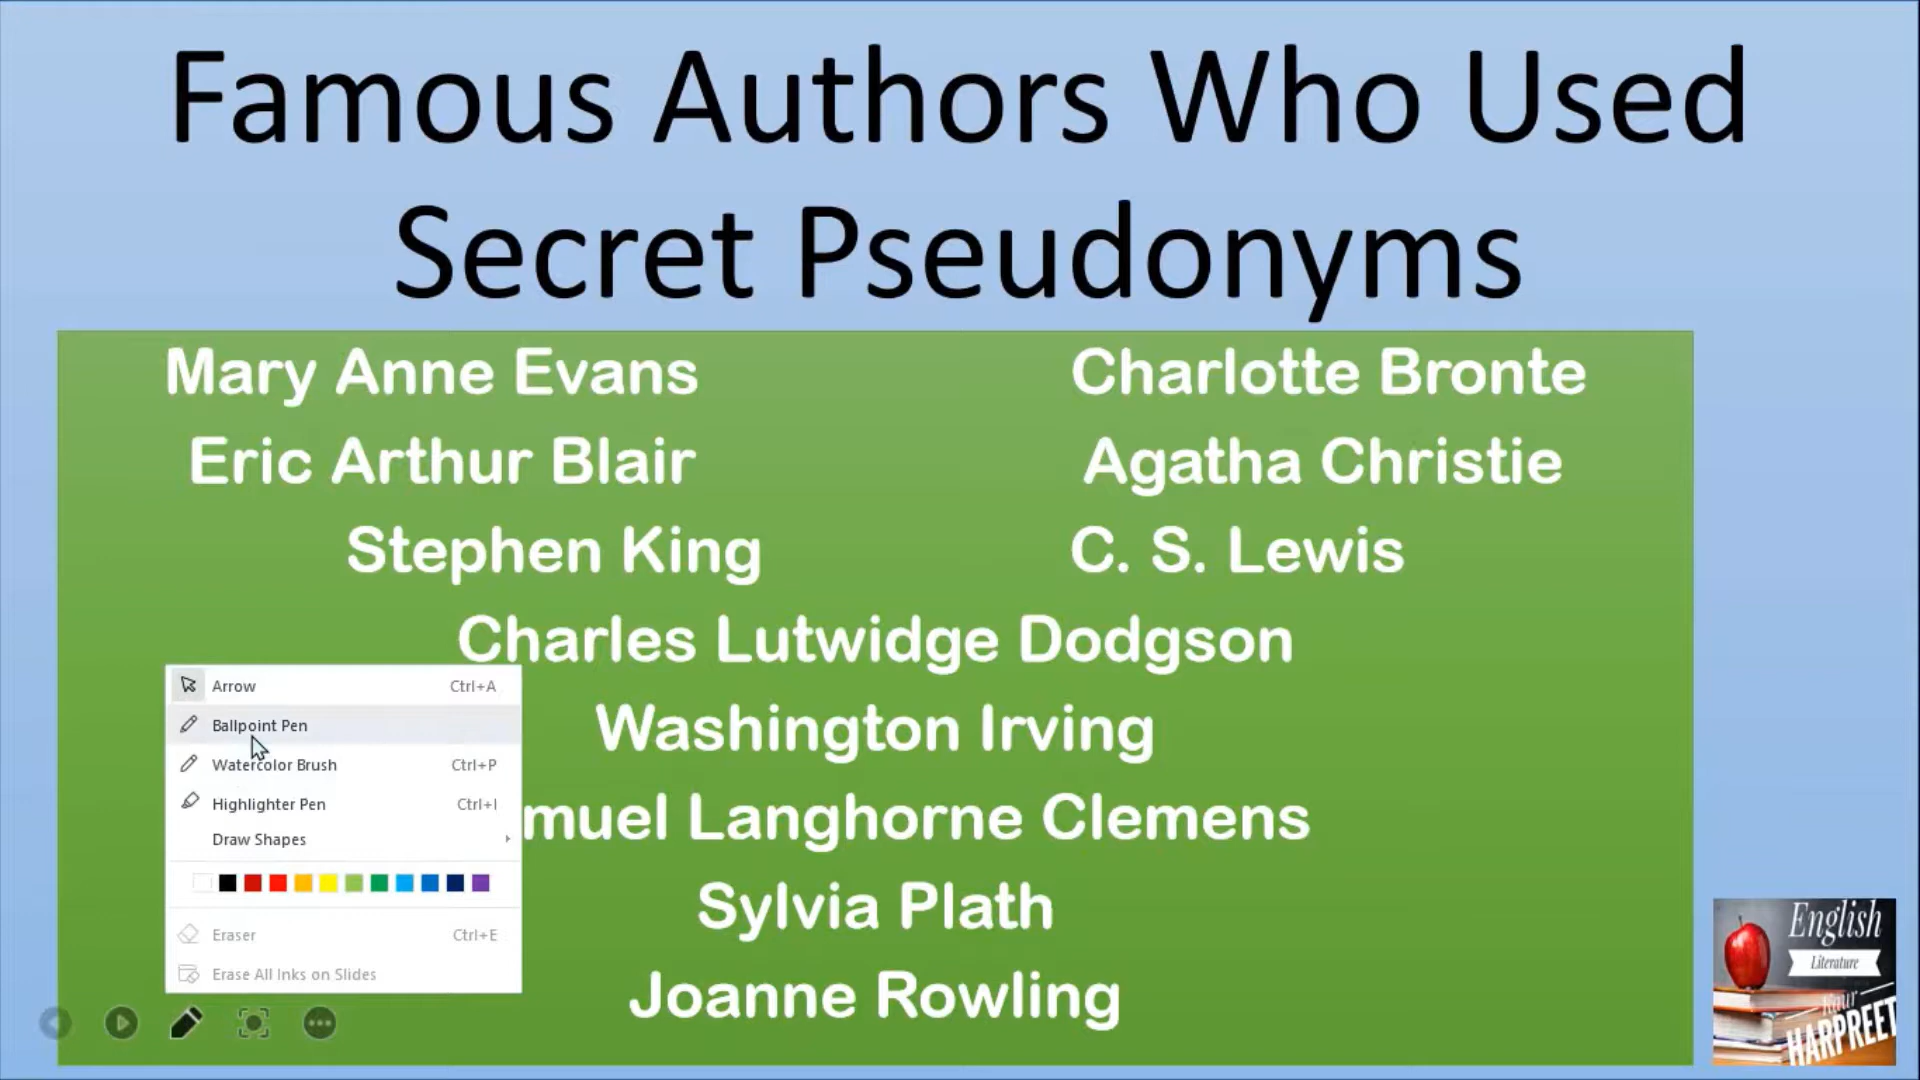 Famous Authors Who Used
Secret Pseudonyms
Mary Anne Evans Charlotte Bronte
Eric Arthur Blair Agatha Christie
Stephen King C. S. Lewis
Charles Lutwidge Dodgson
Washington Irving
muel Langhorne Clemens
Sylvia Plath
Joanne Rowling
Arrow Ctrl+A
Ballpoint Pen
Watercolor Brush Ctrl+P
Highlighter Pen Ctrl+I
Draw Shapes
Eraser Ctrl+E
Erase All Inks on Slides
English
Literature
Kaur
HARPREET